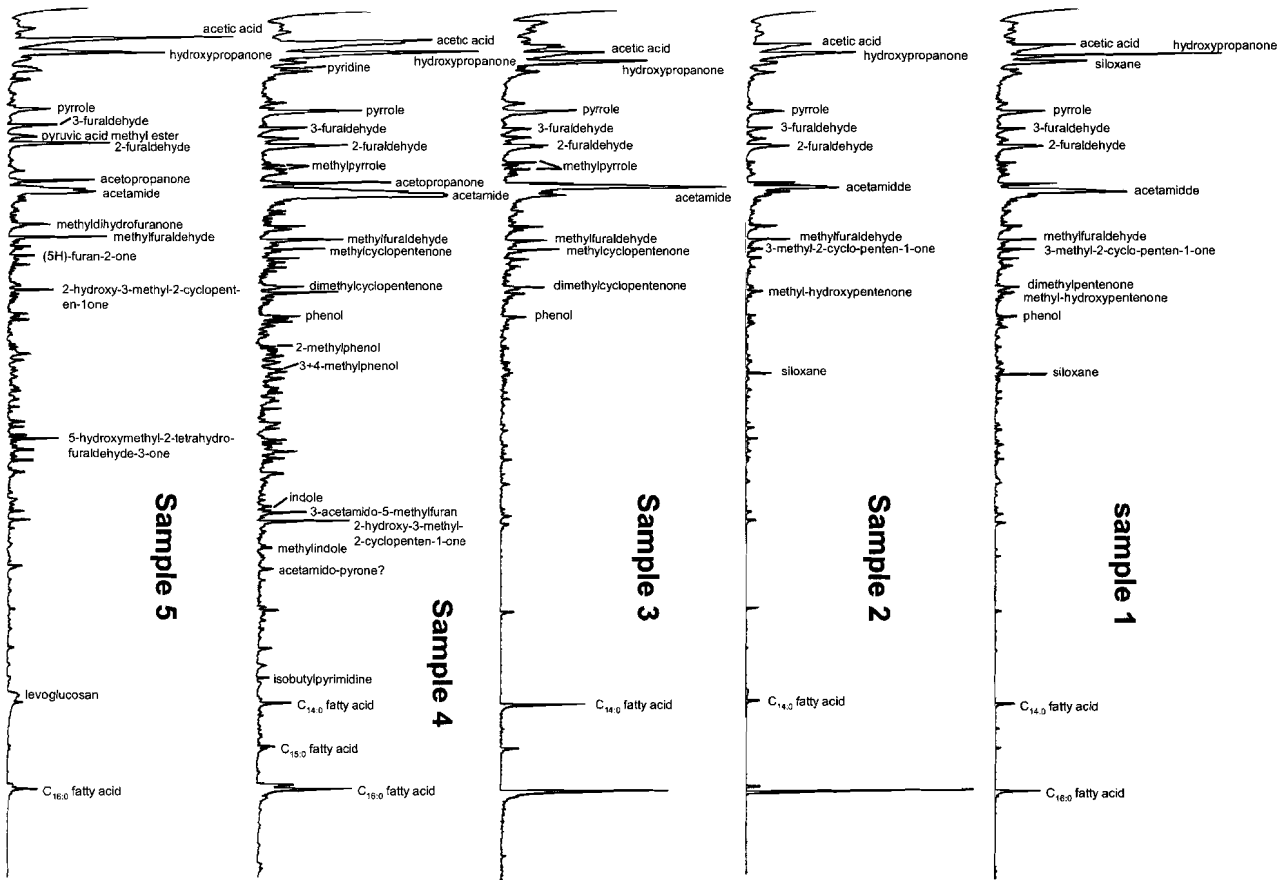 acetic acid
hydroxypropanone
pyrrole
3-furaldehyde
pyruvic acid methyl ester
2-furaldehyde
acetopropanone
acetamide
methyldihydrofuranone
methylfuraldehyde
(5H)-furan-2-one
2-hydroxy-3-methyl-2-cyclopent-
en-1one
5-hydroxymethyl-2-tetrahydro-
furaldehyde-3-one
Sample 5
levoglucosan
C16:0 fatty acid
acetic acid
hydroxypropanone
pyridine
pyrrole
3-furaldehyde
2-furaldehyde
methylpyrrole
acetopropanone
acetamide
methylfuraldehyde
methylcyclopentenone
dimethylcyclopentenone
phenol
2-methylphenol
3+4-methylphenol
indole
3-acetamido-5-methylfuran
2-hydroxy-3-methyl-
2-cyclopenten-1-one
methylindole
acetamido-pyrone?
Sample 4
isobutylpyrimidine
C14:0 fatty acid
C15:0 fatty acid
C16:0 fatty acid
acetic acid
hydroxypropanone
pyrrole
3-furaldehyde
2-furaldehyde
methylpyrrole
acetamide
methylfuraldehyde
methylcyclopentenone
dimethylcyclopentenone
phenol
Sample 3
C14:0 fatty acid
acetic acid
hydroxypropanone
pyrrole
3-furaldehyde
2-furaldehyde
acetamidde
methylfuraldehyde
3-methyl-2-cyclo-penten-1-one
methyl-hydroxypentenone
siloxane
Sample 2
C14:0 fatty acid
acetic acid
hydroxypropanone
siloxane
pyrrole
3-furaldehyde
2-furaldehyde
acetamidde
methylfuraldehyde
3-methyl-2-cyclo-penten-1-one
dimethylpentenone
methyl-hydroxypentenone
phenol
siloxane
sample 1
C14:0 fatty acid
C16:0 fatty acid